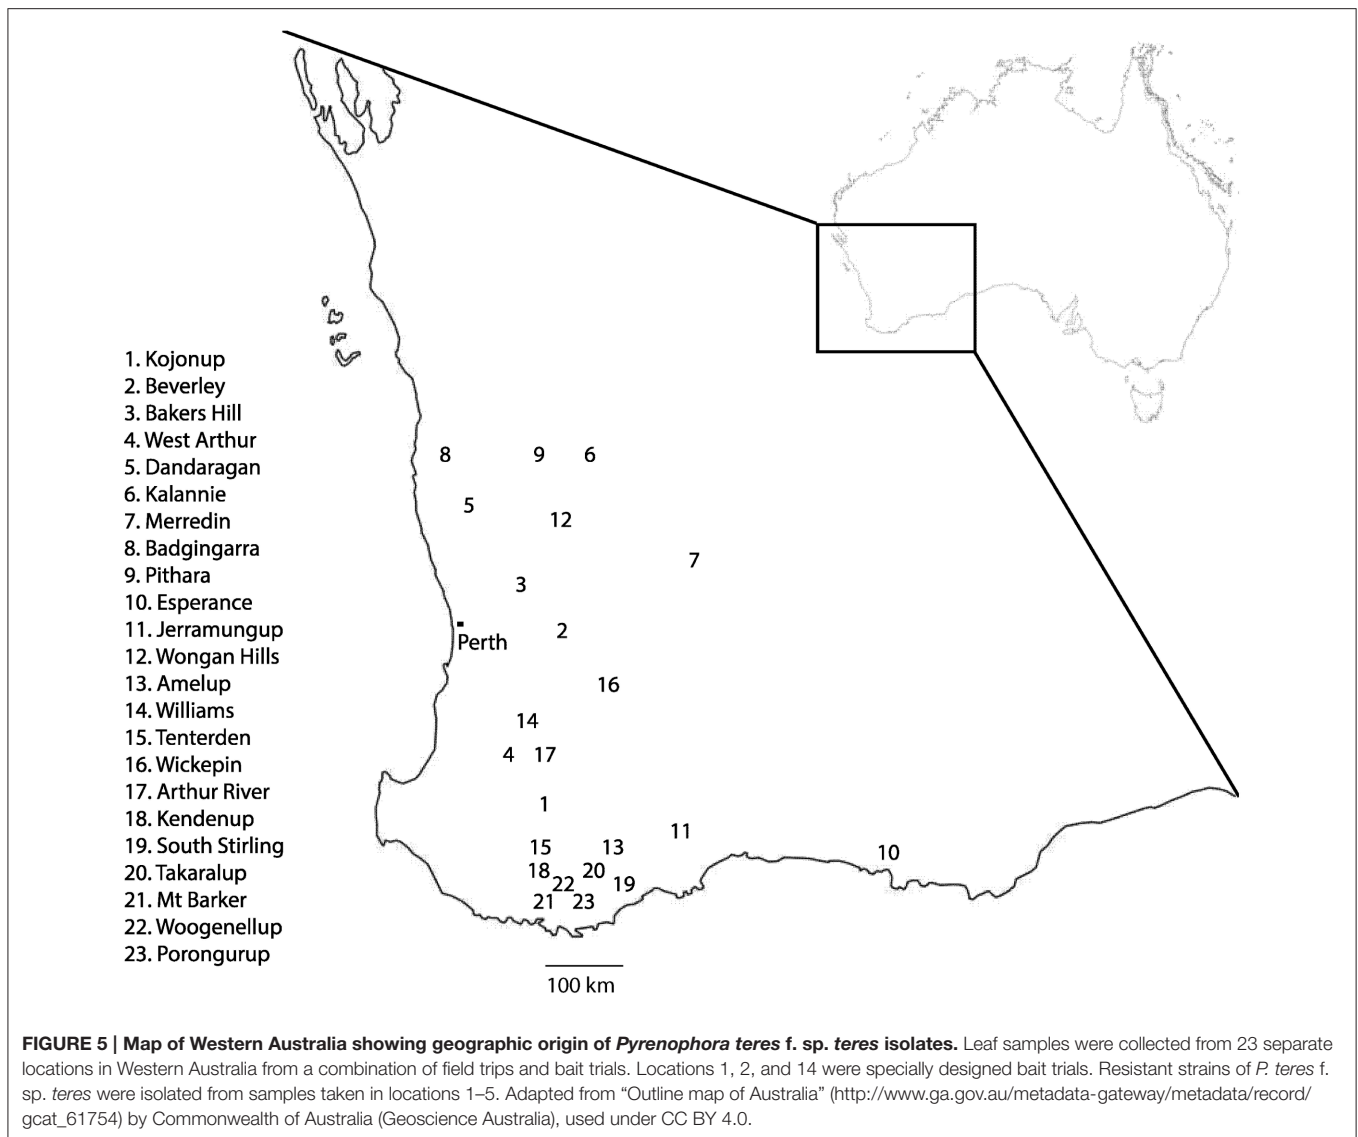 1. Kojonup
2. Beverley
3. Bakers Hill
4. West Arthur
5. Dandaragan
6. Kalannie
7. Merredin
8. Badgingarra
9. Pithara
10. Esperance
11. Jerramungup
12. Wongan Hills
13. Amelup
14. Williams
15. Tenterden
16. Wickepin
17. Arthur River
18. Kendenup
19. South Stirling
20. Takaralup
21. Mt Barker
22. Woogenellup
23. Porongurup
8 9 6
5
12
7
3
2
Perth
16
14
4 17
1
11
15 13
10
18 20
22 19
21 23
100 km
FIGURE 5 | Map of Western Australia showing geographic origin of Pyrenophora teres f. sp. teres isolates. Leaf samples were collected from 23 separate
locations in Western Australia from a combination of field trips and bait trials. Locations 1, 2, and 14 were specially designed bait trials. Resistant strains of P. teres f.
sp. teres were isolated from samples taken in locations 1–5. Adapted from “Outline map of Australia” (http://www.ga.gov.au/metadata-gateway/metadata/record/
gcat_61754) by Commonwealth of Australia (Geoscience Australia), used under CC BY 4.0.